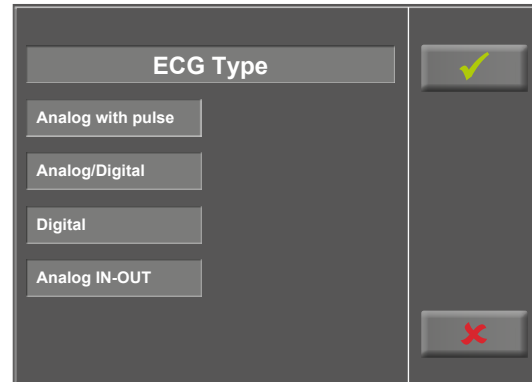 ECG Type
Analog with pulse
Analog/Digital
Digital
Analog IN-OUT